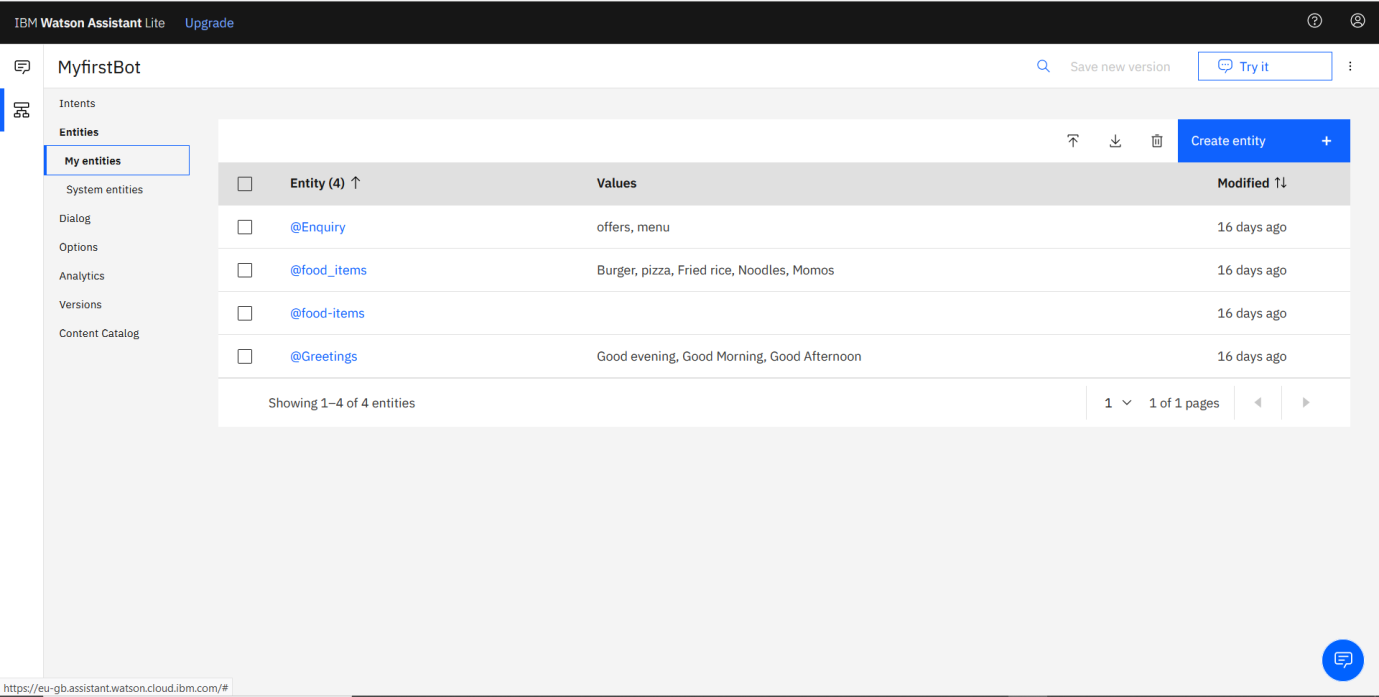 IBM Watson Assistant Lite Upgrade
MyfirstBot Save new version Try it
Intents
Entities
My entities
System entities
Dialog
Options
Analytics
Versions
Content Catalog
Create entity +
Entity (4) Values Modified
@Enquiry offers, menu 16 days ago
@food_items Burger, pizza, Fried rice, Noodles, Momos 16 days ago
@food-items 16 days ago
@Greetings Good evening, Good Morning, Good Afternoon 16 days ago
Showing 1–4 of 4 entities 1 1 of 1 pages
https://eu-gb.assistant.watson.cloud.ibm.com/#